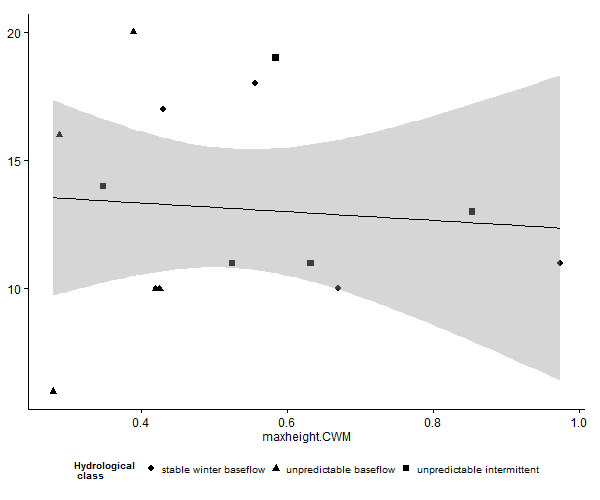 20
15
10
0.4 0.6 0.8 1.0
maxheight.CWM
Hydrological
class
stable winter baseflow unpredictable baseflow unpredictable intermittent